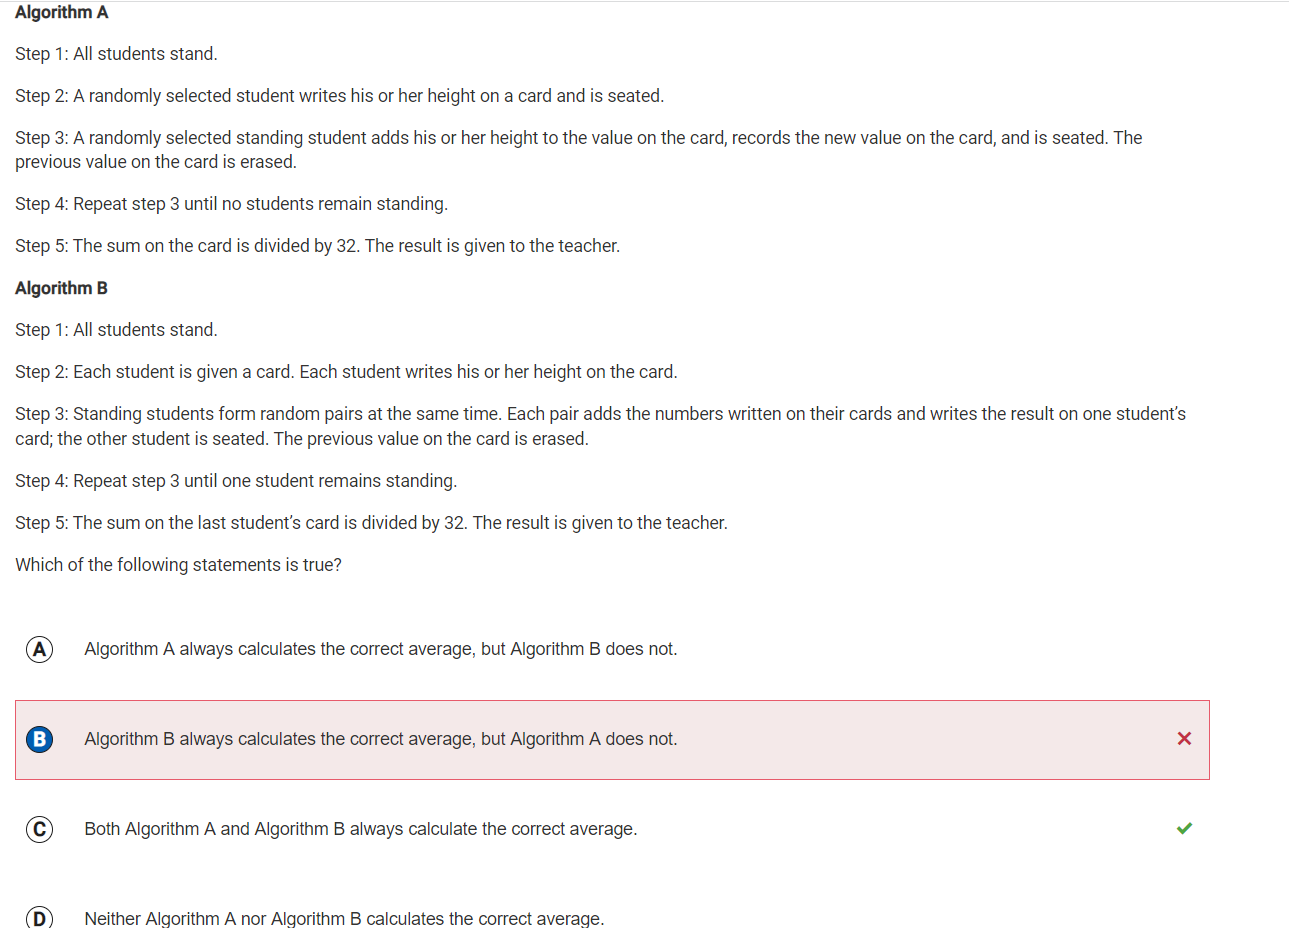 Algorithm A
Step 1: All students stand.
Step 2: A randomly selected student writes his or her height on a card and is seated.
Step 3: A randomly selected standing student adds his or her height to the value on the card, records the new value on the card, and is seated. The
previous value on the card is erased.
Step 4: Repeat step 3 until no students remain standing.
Step 5: The sum on the card is divided by 32. The result is given to the teacher.
Algorithm B
Step 1: All students stand.
Step 2: Each student is given a card. Each student writes his or her height on the card.
Step 3: Standing students form random pairs at the same time. Each pair adds the numbers written on their cards and writes the result on one student’s
card; the other student is seated. The previous value on the card is erased.
Step 4: Repeat step 3 until one student remains standing.
Step 5: The sum on the last student’s card is divided by 32. The result is given to the teacher.
Which of the following statements is true?
A Algorithm A always calculates the correct average, but Algorithm B does not.
B Algorithm B always calculates the correct average, but Algorithm A does not.
C Both Algorithm A and Algorithm B always calculate the correct average.
D Neither Algorithm A nor Algorithm B calculates the correct average.